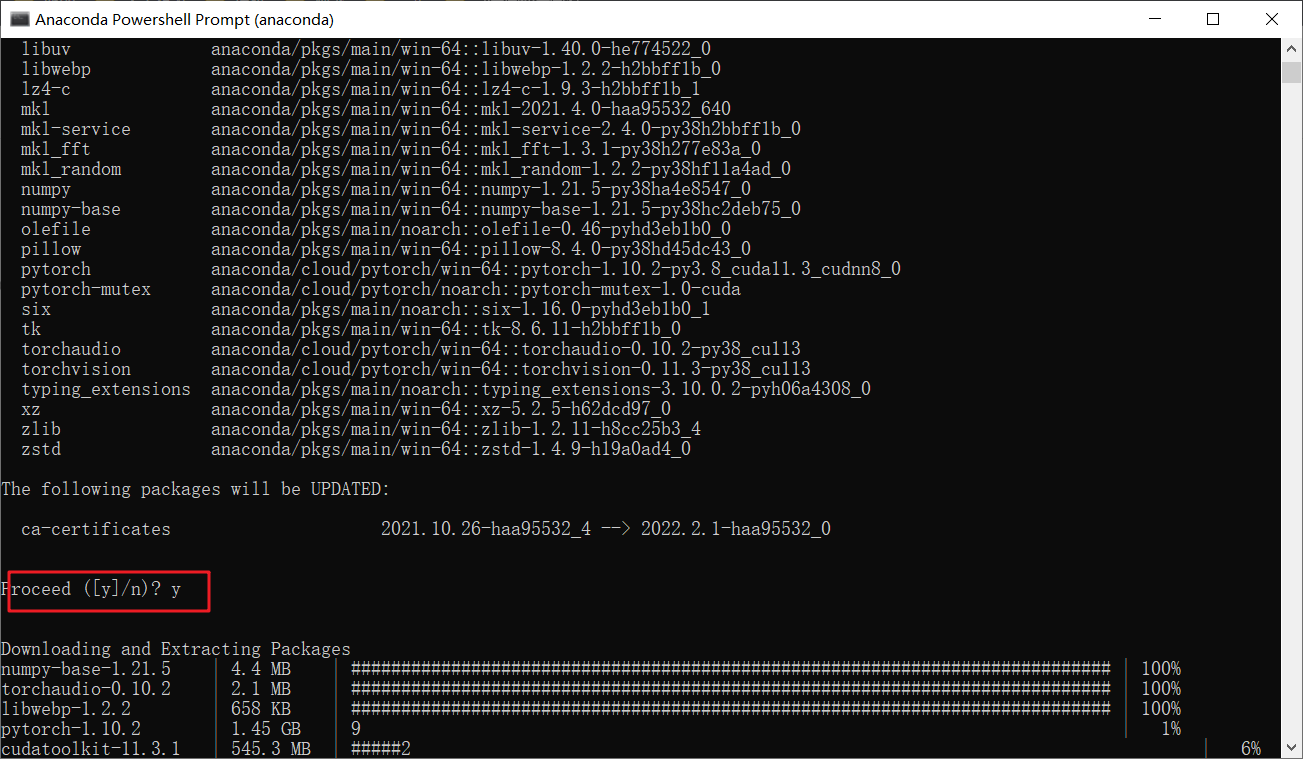 Anaconda Powershell Prompt (anaconda)
libuv anaconda/pkgs/main/win-64::libuv-1.40.0-he774522_0
libwebp anaconda/pkgs/main/win-64::libwebp-1.2.2-h2bbff1b_0
lz4-c anaconda/pkgs/main/win-64::lz4-c-1.9.3-h2bbff1b_1
mkl anaconda/pkgs/main/win-64::mkl-2021.4.0-haa95532_640
mkl-service anaconda/pkgs/main/win-64::mkl-service-2.4.0-py38h2bbff1b_0
mkl_fft anaconda/pkgs/main/win-64::mkl_fft-1.3.1-py38h277e83a_0
mkl_random anaconda/pkgs/main/win-64::mkl_random-1.2.2-py38hf11a4ad_0
numpy anaconda/pkgs/main/win-64::numpy-1.21.5-py38ha4e8547_0
numpy-base anaconda/pkgs/main/win-64::numpy-base-1.21.5-py38hc2deb75_0
olefile anaconda/pkgs/main/noarch::olefile-0.46-pyhd3eb1b0_0
pillow anaconda/pkgs/main/win-64::pillow-8.4.0-py38hd45dc43_0
pytorch anaconda/cloud/pytorch/win-64::pytorch-1.10.2-py3.8_cuda11.3_cudnn8_0
pytorch-mutex anaconda/cloud/pytorch/noarch::pytorch-mutex-1.0-cuda
six anaconda/pkgs/main/noarch::six-1.16.0-pyhd3eb1b0_1
tk anaconda/pkgs/main/win-64::tk-8.6.11-h2bbff1b_0
torchaudio anaconda/cloud/pytorch/win-64::torchaudio-0.10.2-py38_cu113
torchvision anaconda/cloud/pytorch/win-64::torchvision-0.11.3-py38_cu113
typing_extensions anaconda/pkgs/main/noarch::typing_extensions-3.10.0.2-pyh06a4308_0
xz anaconda/pkgs/main/win-64::xz-5.2.5-h62dcd97_0
zlib anaconda/pkgs/main/win-64::zlib-1.2.11-h8cc25b3_4
zstd anaconda/pkgs/main/win-64::zstd-1.4.9-h19a0ad4_0
The following packages will be UPDATED:
ca-certificates 2021.10.26-haa95532_4 --> 2022.2.1-haa95532_0
Proceed ([y]/n)? y
Downloading and Extracting Packages
numpy-base-1.21.5 | 4.4 MB | ############################################################################ | 100%
torchaudio-0.10.2 | 2.1 MB | ############################################################################ | 100%
libwebp-1.2.2 | 658 KB | ############################################################################ | 100%
pytorch-1.10.2 | 1.45 GB | 9 | 1%
cudatoolkit-11.3.1 | 545.3 MB | #####2 | 6%